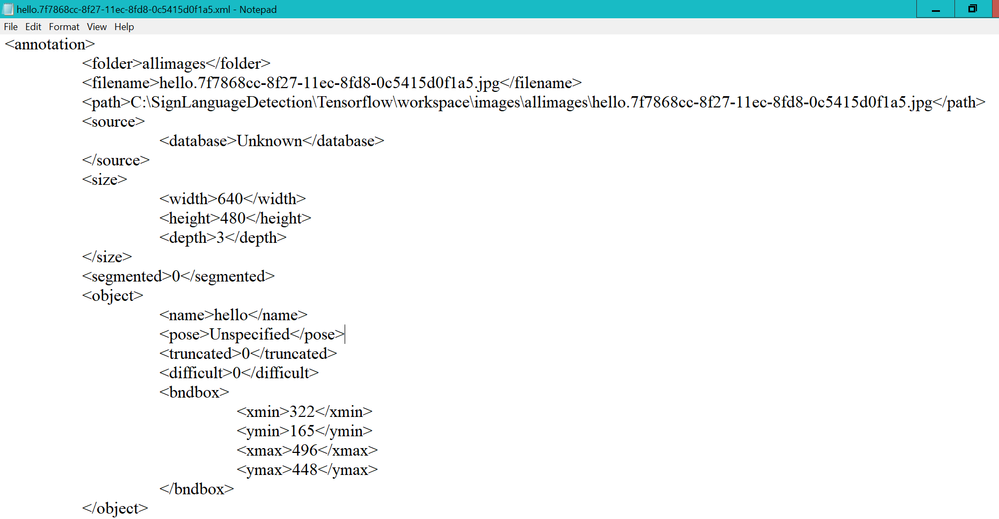 hello.7f7868cc-8f27-11ec-8fd8-0c5415d0f1a5.xml - Notepad
File Edit Format View Help
<annotation>
<folder>allimages</folder>
<filename>hello.7f7868cc-8f27-11ec-8fd8-0c5415d0f1a5.jpg</filename>
<path>C:\SignLanguageDetection\Tensorflow\workspace\images\allimages\hello.7f7868cc-8f27-11ec-8fd8-0c5415d0f1a5.jpg</path>
<source>
<database>Unknown</database>
</source>
<size>
<width>640</width>
<height>480</height>
<depth>3</depth>
</size>
<segmented>0</segmented>
<object>
<name>hello</name>
<pose>Unspecified</pose>
<truncated>0</truncated>
<difficult>0</difficult>
<bndbox>
<xmin>322</xmin>
<ymin>165</ymin>
<xmax>496</xmax>
<ymax>448</ymax>
</bndbox>
</object>